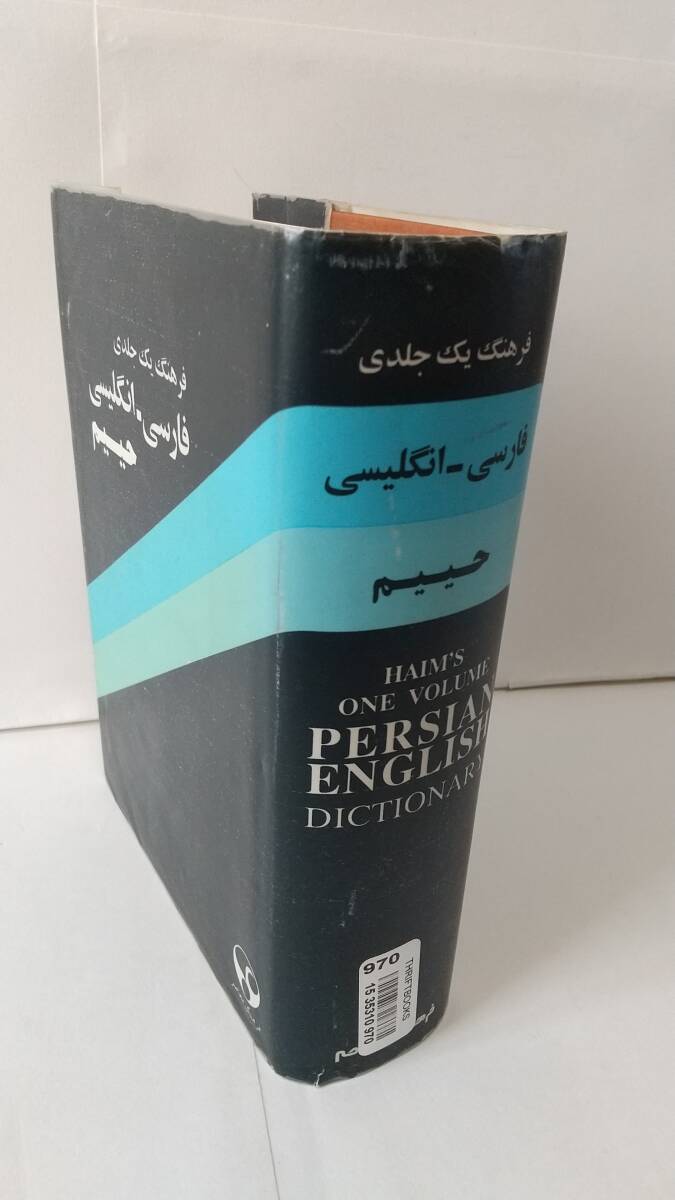 فرهنگ یک جلدی
فارسی - انگلیسی
حییم
فرهنگ یک جلدی
فارسی - انگلیسی
حییم
HAIM'S
ONE VOLUME
PERSIAN
ENGLISH
DICTIONARY
970
15 35310 970
THRIFTBOOKS